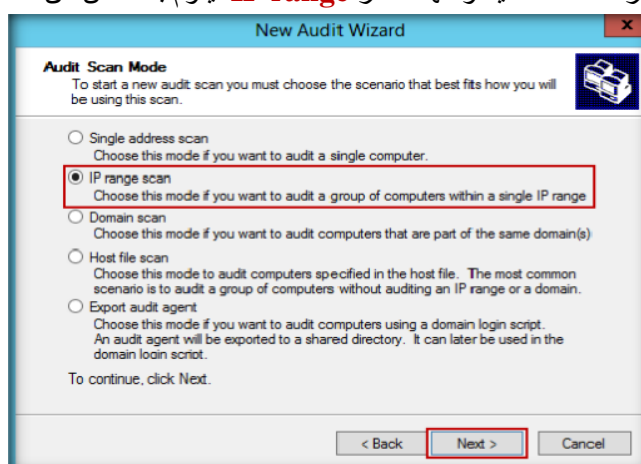 IP range
New Audit Wizard
x
Audit Scan Mode
To start a new audit scan you must choose the scenario that best fits how you will
be using this scan.
Single address scan
Choose this mode if you want to audit a single computer.
IP range scan
Choose this mode if you want to audit a group of computers within a single IP range
Domain scan
Choose this mode if you want to audit computers that are part of the same domain(s)
Host file scan
Choose this mode to audit computers specified in the host file. The most common
scenario is to audit a group of computers without auditing an IP range or a domain.
Export audit agent
Choose this mode if you want to audit computers using a domain login script.
An audit agent will be exported to a shared directory. It can later be used in the
domain login script.
To continue, click Next.
< Back Next > Cancel